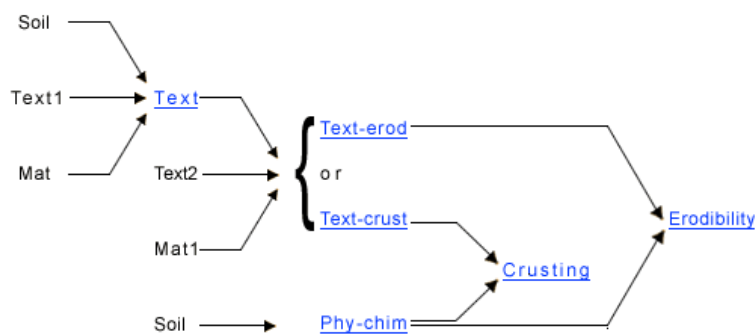 Soil
Text1
Text
Mat
Text-erod
Text2
or
Text-crust
Erodibility
Mat1
Crusting
Soil
Phy-chim